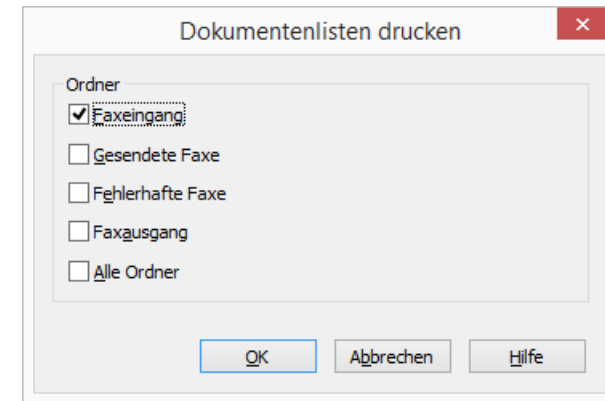 Dokumentenlisten drucken
Ordner
Faxeingang
Gesendete Faxe
Fehlerhafte Faxe
Faxausgang
Alle Ordner
OK Abbrechen Hilfe